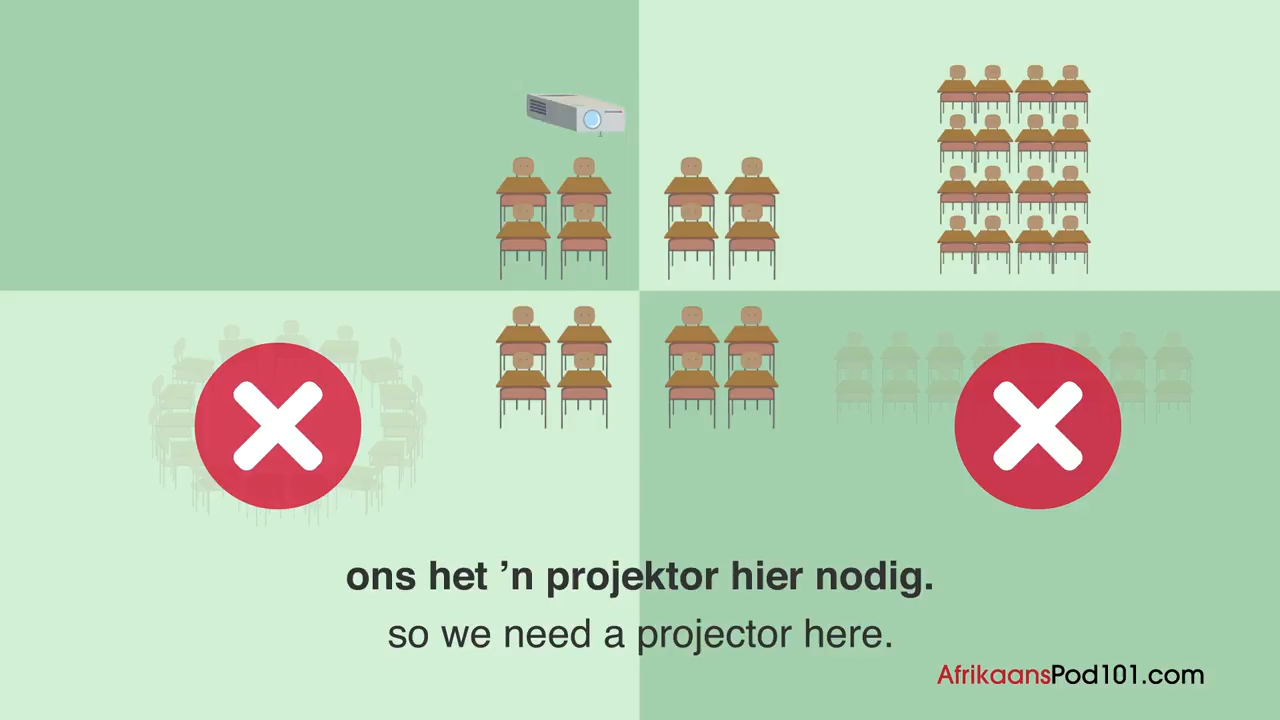 ons het ’n projektor hier nodig.
so we need a projector here.
AfrikaansPod101.com